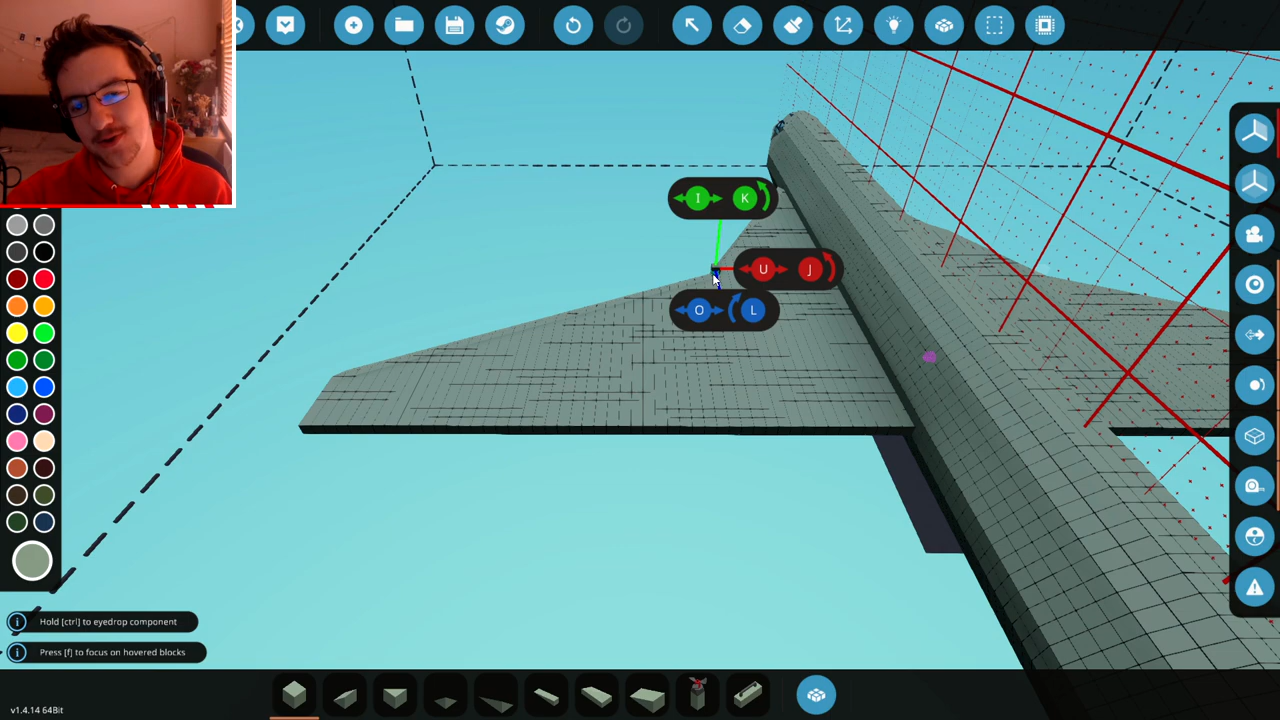 I K
U J
O L
Hold [ctrl] to eyedrop component
Press [f] to focus on hovered blocks
v1.4.14 64Bit